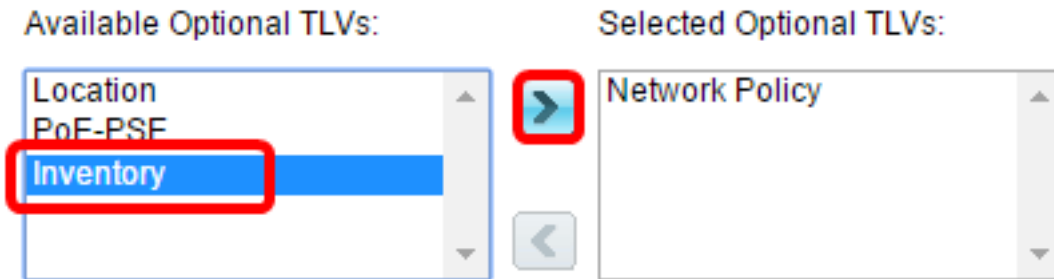 Available Optional TLVs:
Selected Optional TLVs:
Location
PoE-PSE
Inventory
Network Policy